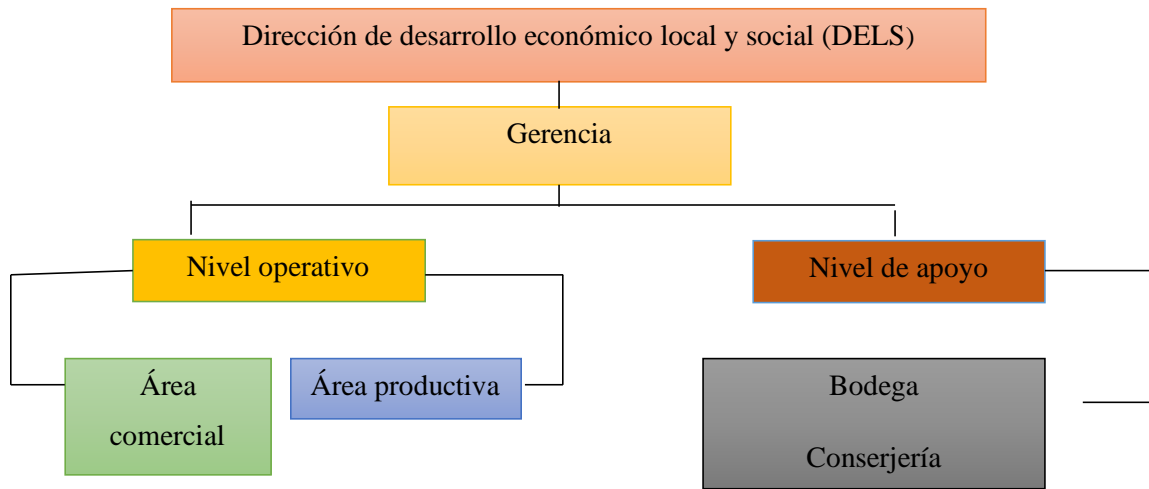 Dirección de desarrollo económico local y social (DELS)
Gerencia
Nivel operativo
Nivel de apoyo
Área
comercial
Área productiva
Bodega
Conserjería